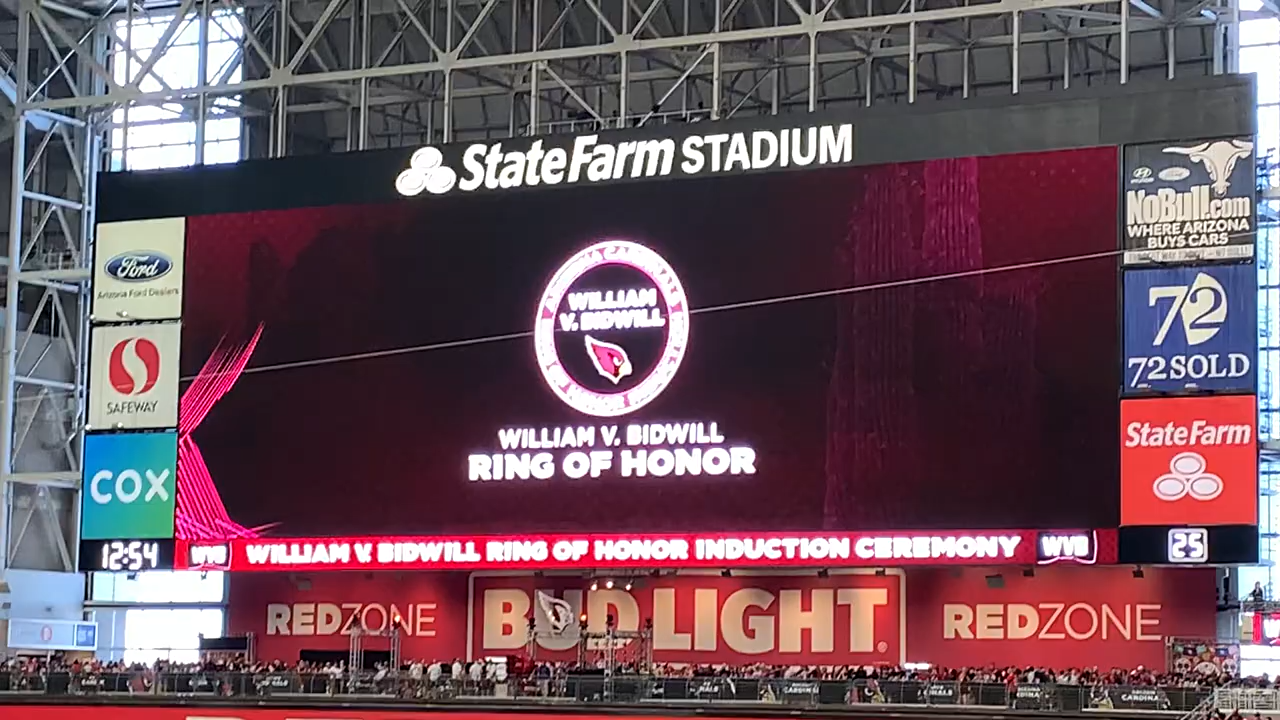 State Farm STADIUM
Ford
Arizona Ford Dealers
SAFEWAY
COX
12:54
ARIZONA CARDINALS
WILLIAM
V. BIDWILL
WILLIAM V. BIDWILL
RING OF HONOR
WVB WILLIAM V. BIDWILL RING OF HONOR INDUCTION CEREMONY WVB
NoBull.com
WHERE ARIZONA
BUYS CARS
72
72SOLD
State Farm
25
REDZONE
BUD LIGHT
REDZONE